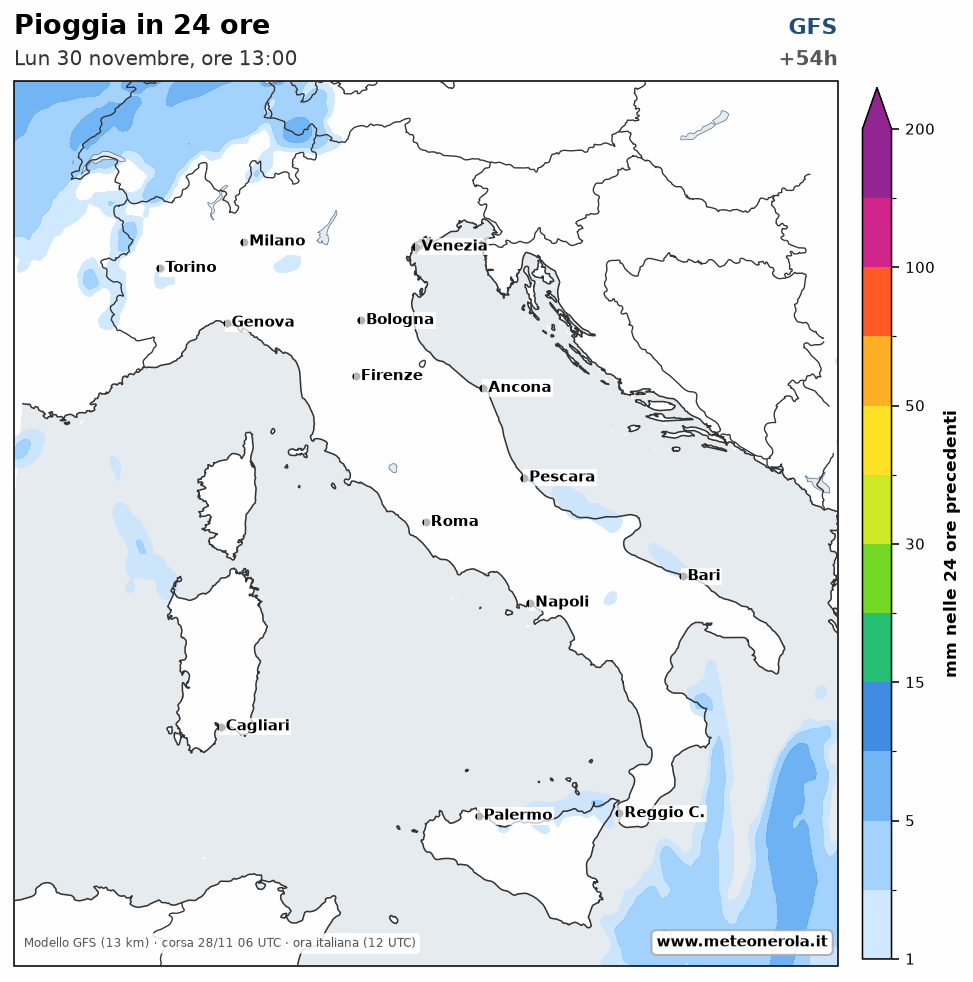 Pioggia in 24 ore
GFS
Lun 30 novembre, ore 13:00
+54h
200
100
50
30
15
5
1
mm nelle 24 ore precedenti
Milano
Venezia
Torino
Genova
Bologna
Firenze
Ancona
Pescara
Roma
Bari
Napoli
Cagliari
Palermo
Reggio C.
Modello GFS (13 km) · corsa 28/11 06 UTC · ora italiana (12 UTC)
www.meteonerola.it